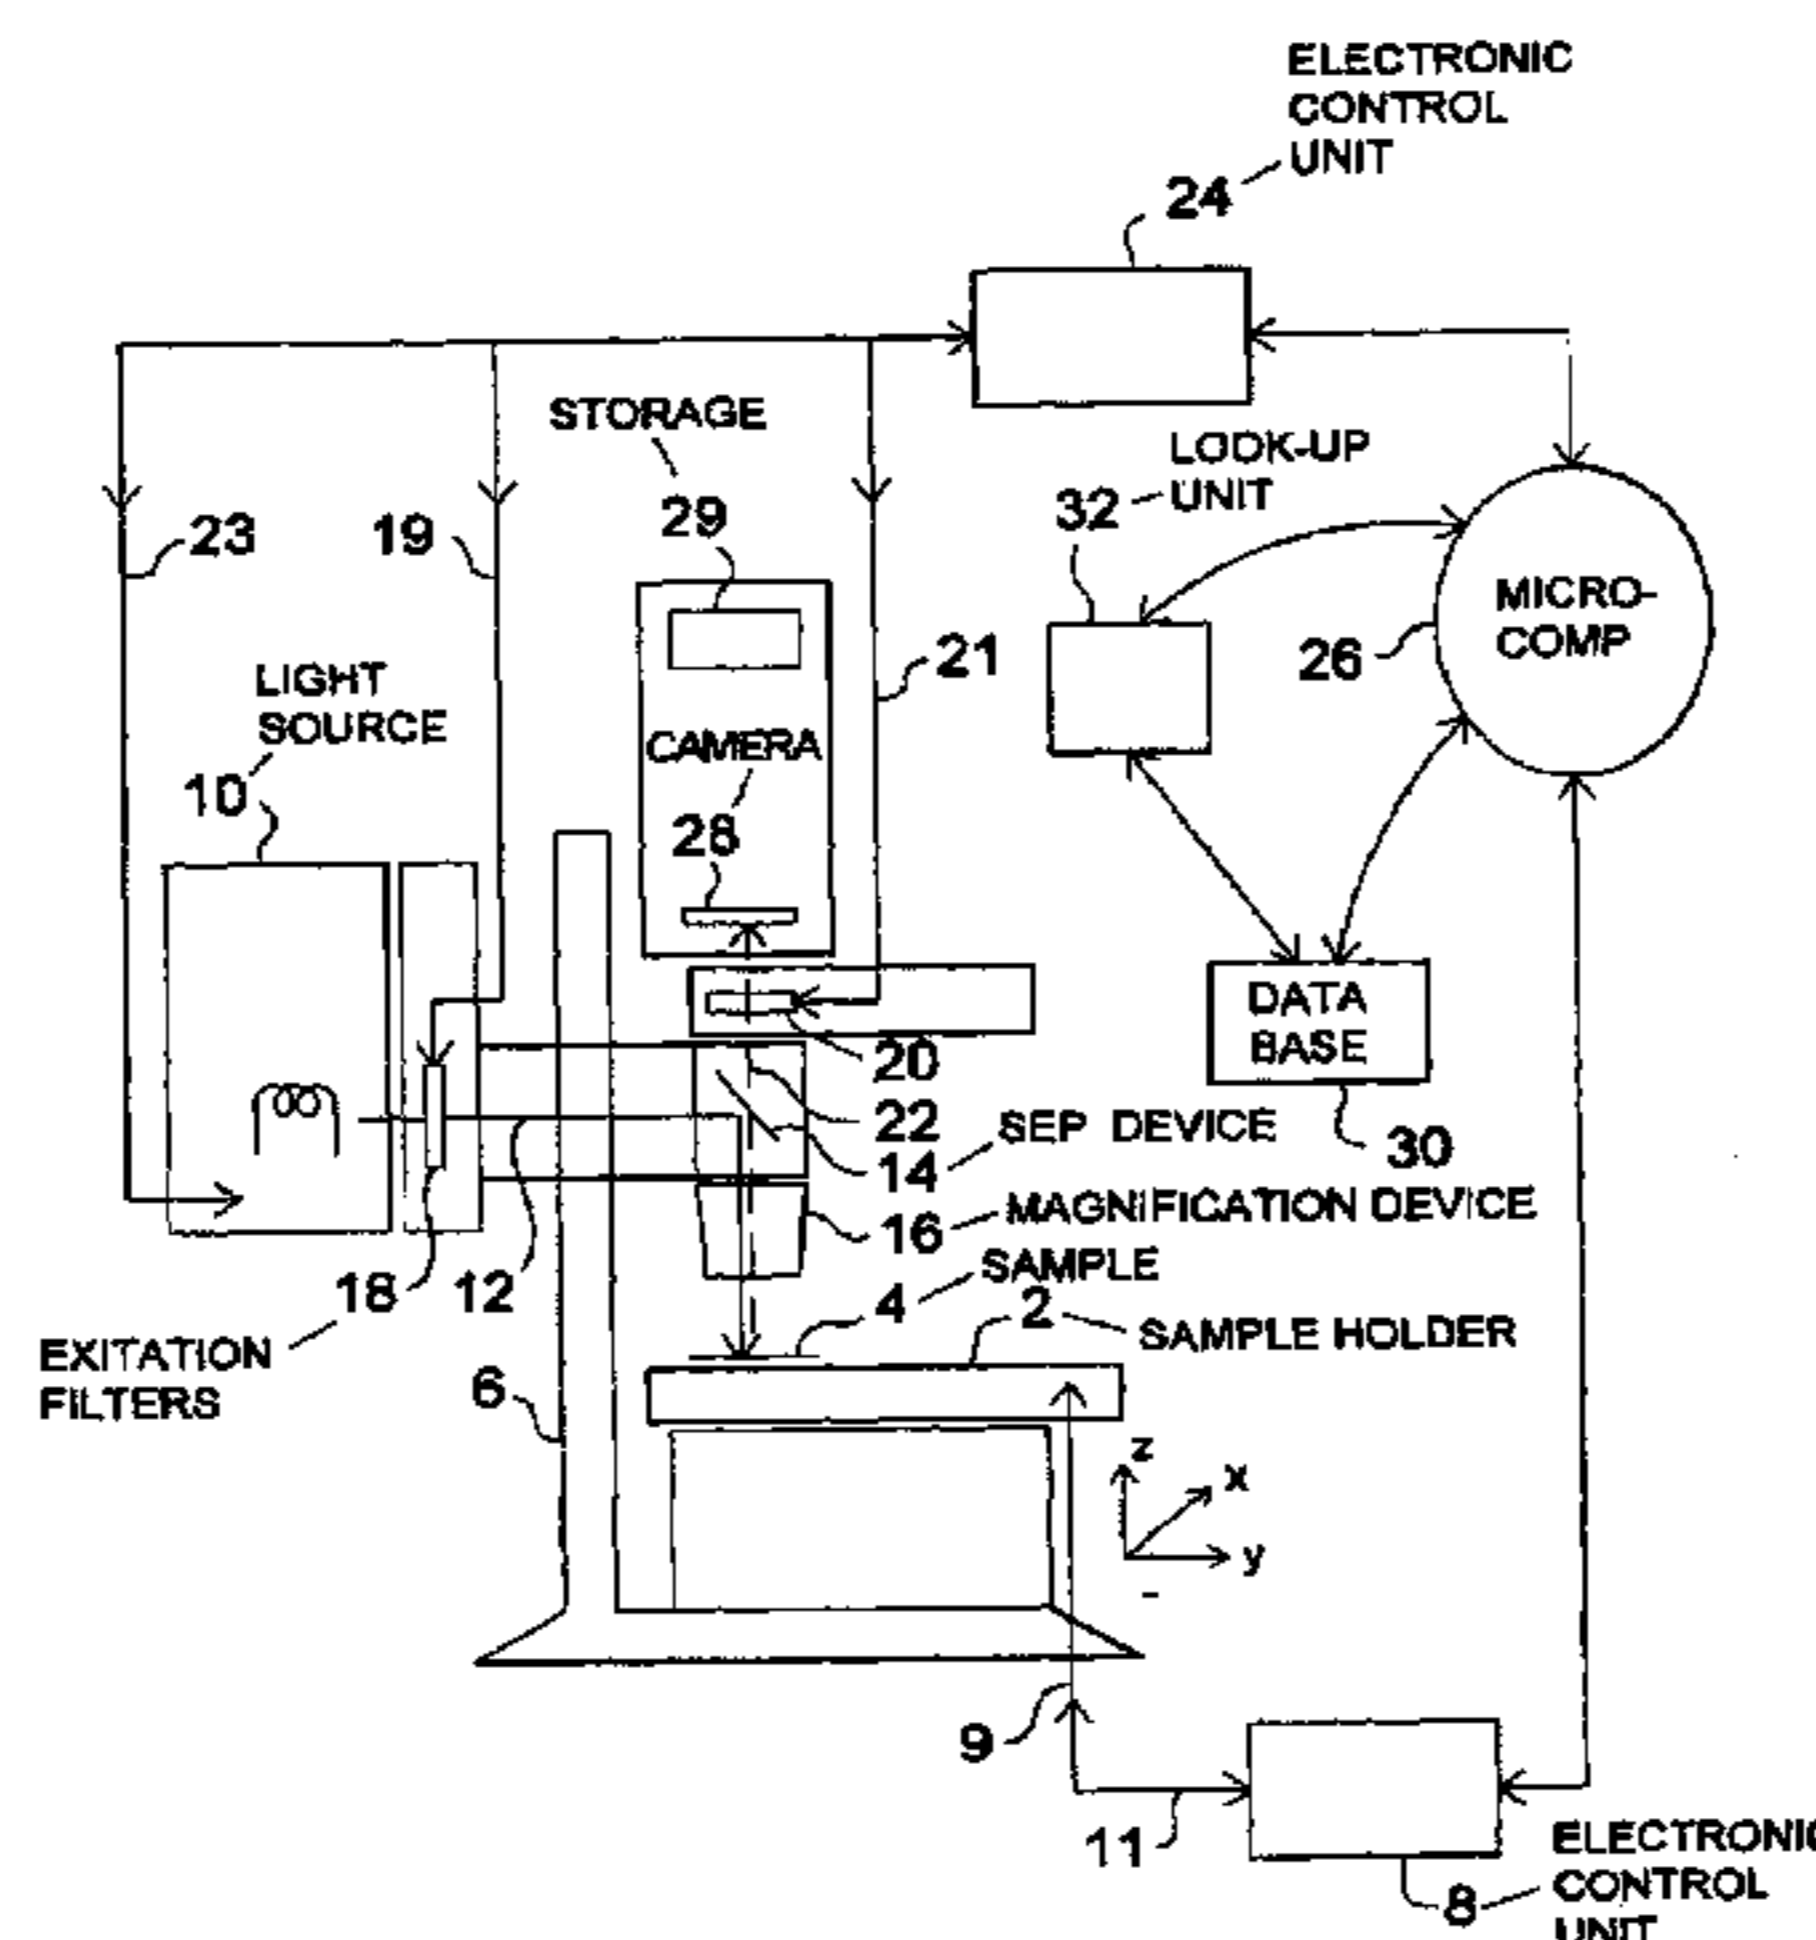 ELECTRONIC
CONTROL
UNIT
24
STORAGE
29
LOOK-UP
UNIT
32
23
19
21
MICRO-
COMP
26
LIGHT
SOURCE
10
CAMERA
28
DATA
BASE
30
20
22
14 SEP DEVICE
16 MAGNIFICATION DEVICE
18
12
4 SAMPLE
2 SAMPLE HOLDER
EXITATION
FILTERS
6
z
x
y
9
11
8
ELECTRONIC
CONTROL
UNIT